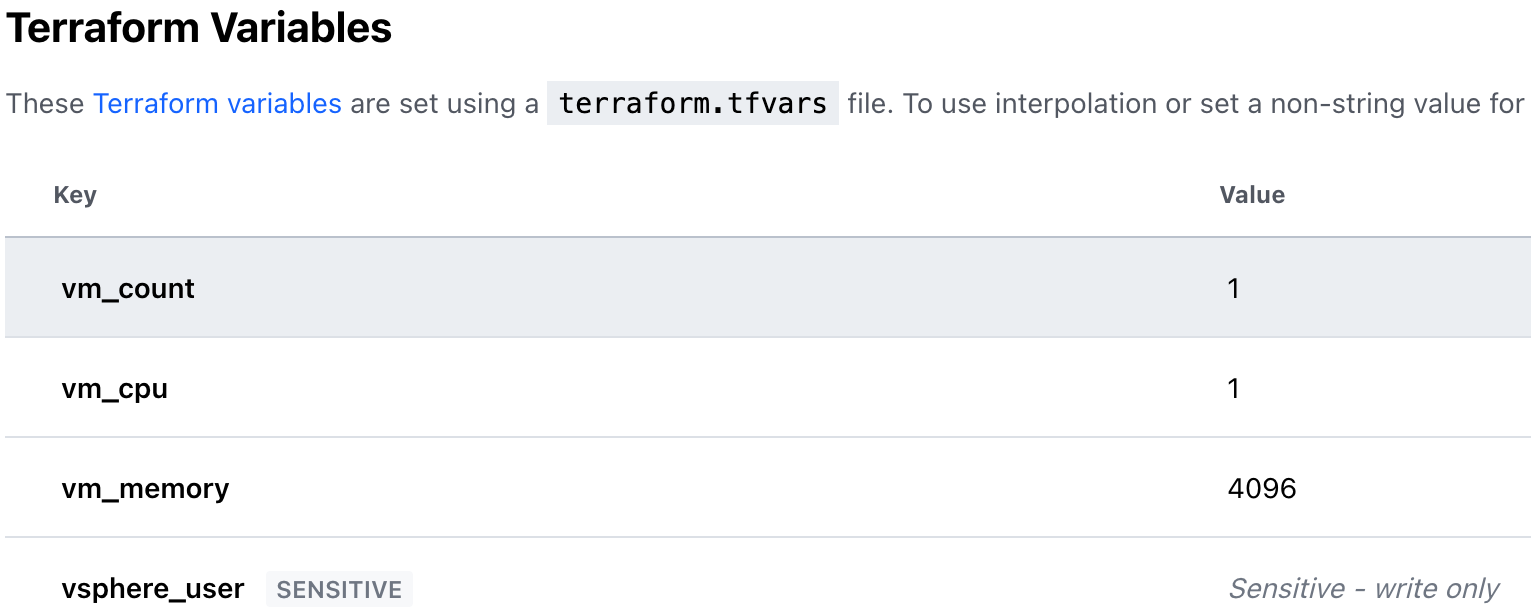 Terraform Variables
These Terraform variables are set using a terraform.tfvars file. To use interpolation or set a non-string value for
Key Value
vm_count 1
vm_cpu 1
vm_memory 4096
vsphere_user SENSITIVE Sensitive - write only